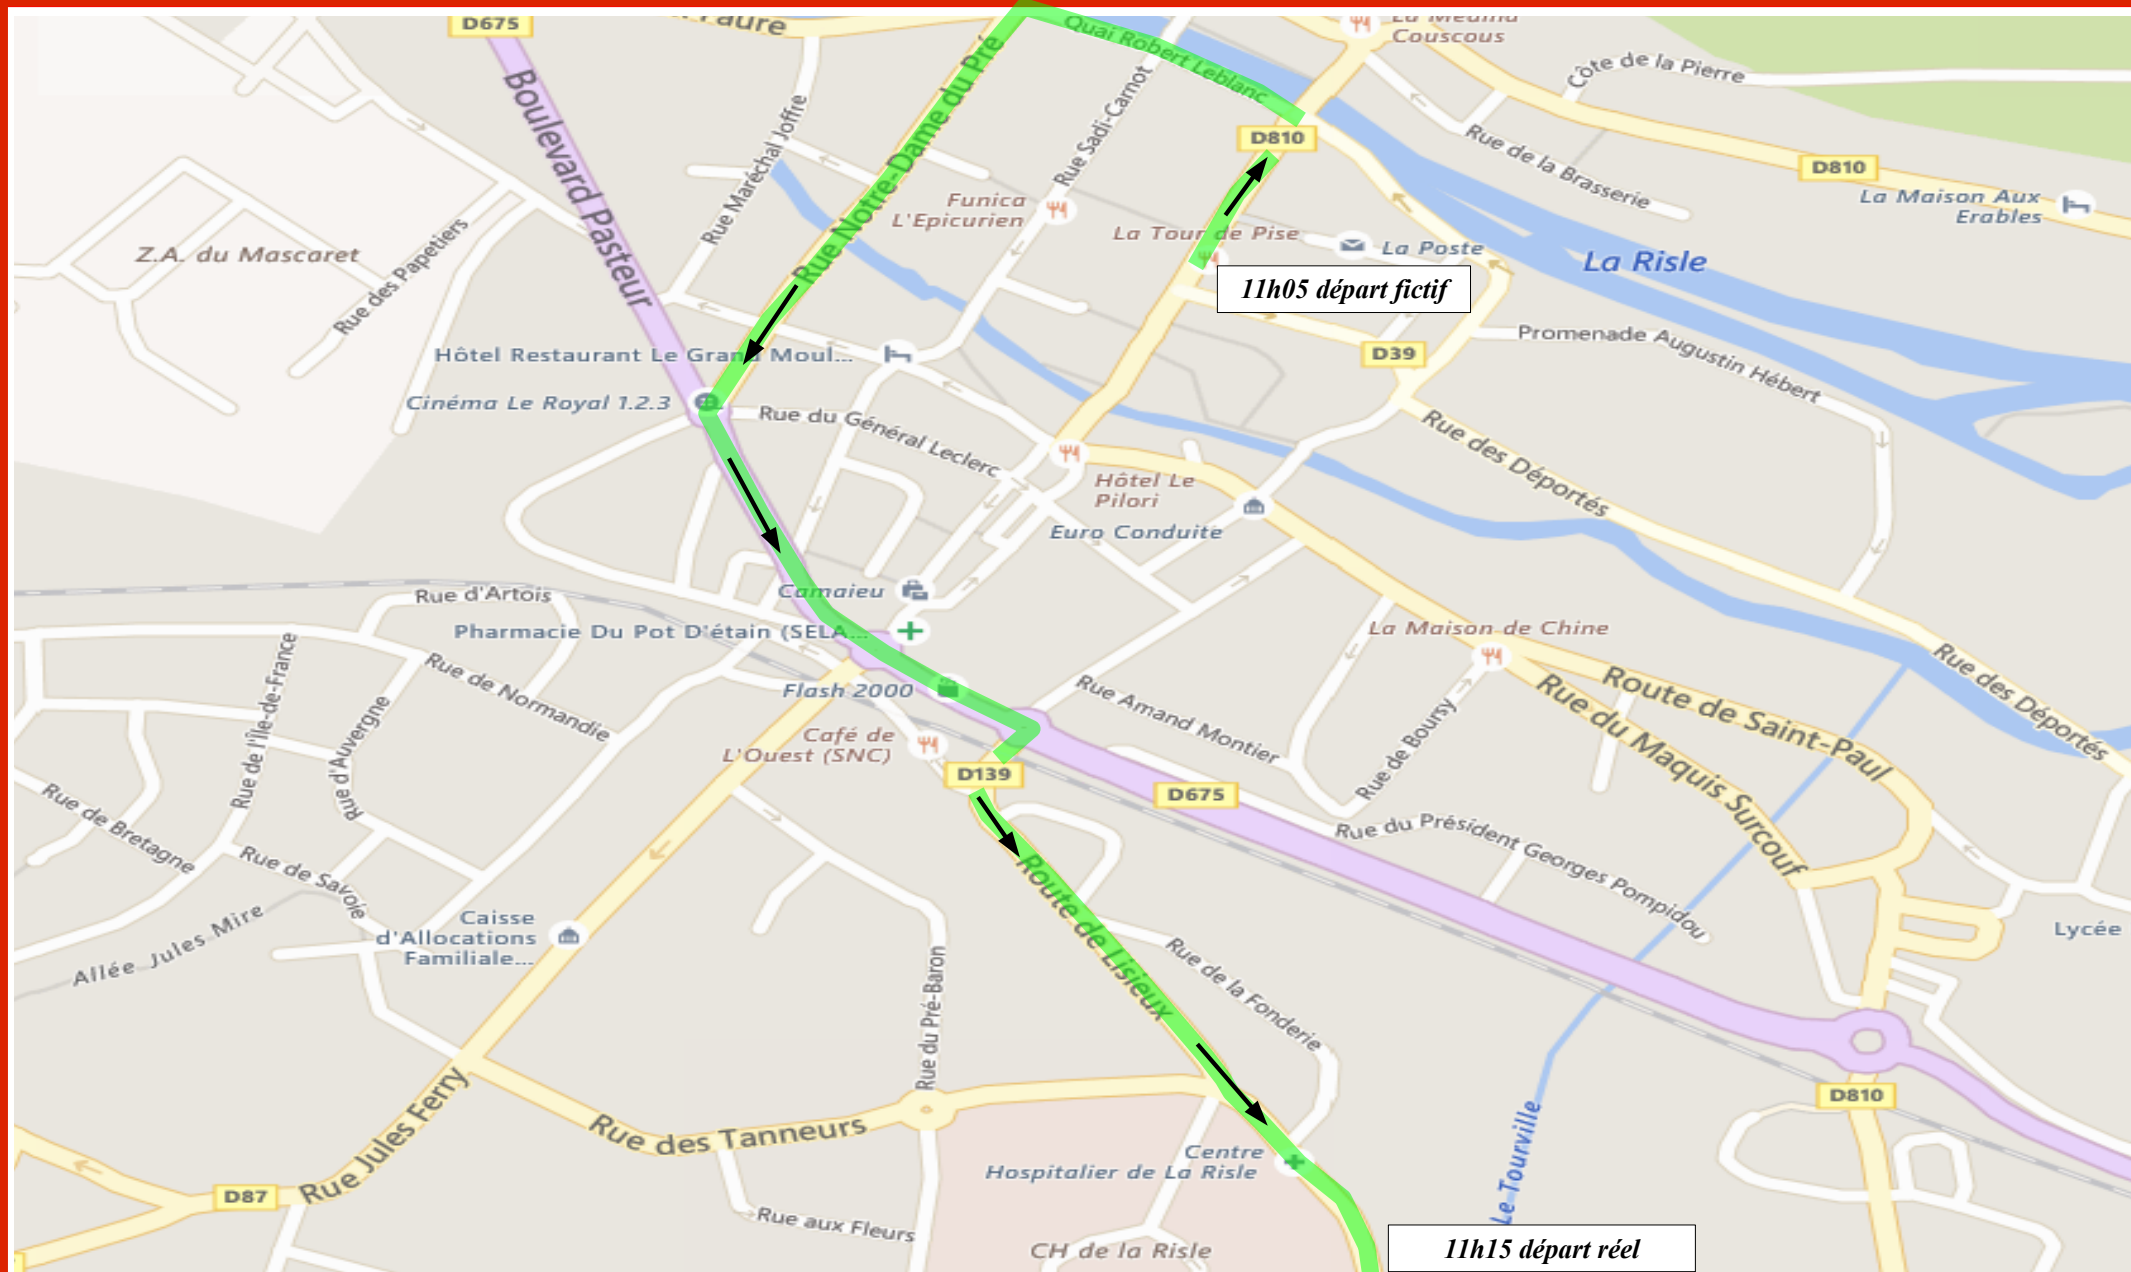 D675
Faure
La Medina
Couscous
Quai Robert Leblanc
Côte de la Pierre
Boulevard Pasteur
Rue Maréchal Joffre
Rue Notre-Dame du Pré
Rue Sadi-Carnot
D810
Rue de la Brasserie
D810
La Maison Aux
Erables
Funica
L'Epicurien
La Tour de Pise
La Poste
La Risle
Z.A. du Mascaret
Rue des Papetiers
11h05 départ fictif
Promenade Augustin Hébert
Hôtel Restaurant Le Grand Moul...
D39
Cinéma Le Royal 1.2.3
Rue du Général Leclerc
Rue des Déportés
Hôtel Le
Pilori
Euro Conduite
Camaieu
Rue d'Artois
Pharmacie Du Pot D'étain (SELA...
La Maison de Chine
Rue de l'Île-de-France
Rue de Normandie
Rue d'Auvergne
Flash 2000
Rue Amand Montier
Rue de Boursy
Route de Saint-Paul
Rue du Maquis Surcouf
Rue des Déportés
Café de
L'Ouest (SNC)
D139
D675
Rue de Bretagne
Rue de Savoie
Rue du Président Georges Pompidou
Route de Lisieux
Allée Jules Mire
Caisse
d'Allocations
Familiale...
Rue du Pré-Baron
Rue de la Fonderie
Lycée
D810
Rue Jules Ferry
Rue des Tanneurs
Centre
Hospitalier de La Risle
Le Tourville
D87
Rue aux Fleurs
CH de la Risle
11h15 départ réel